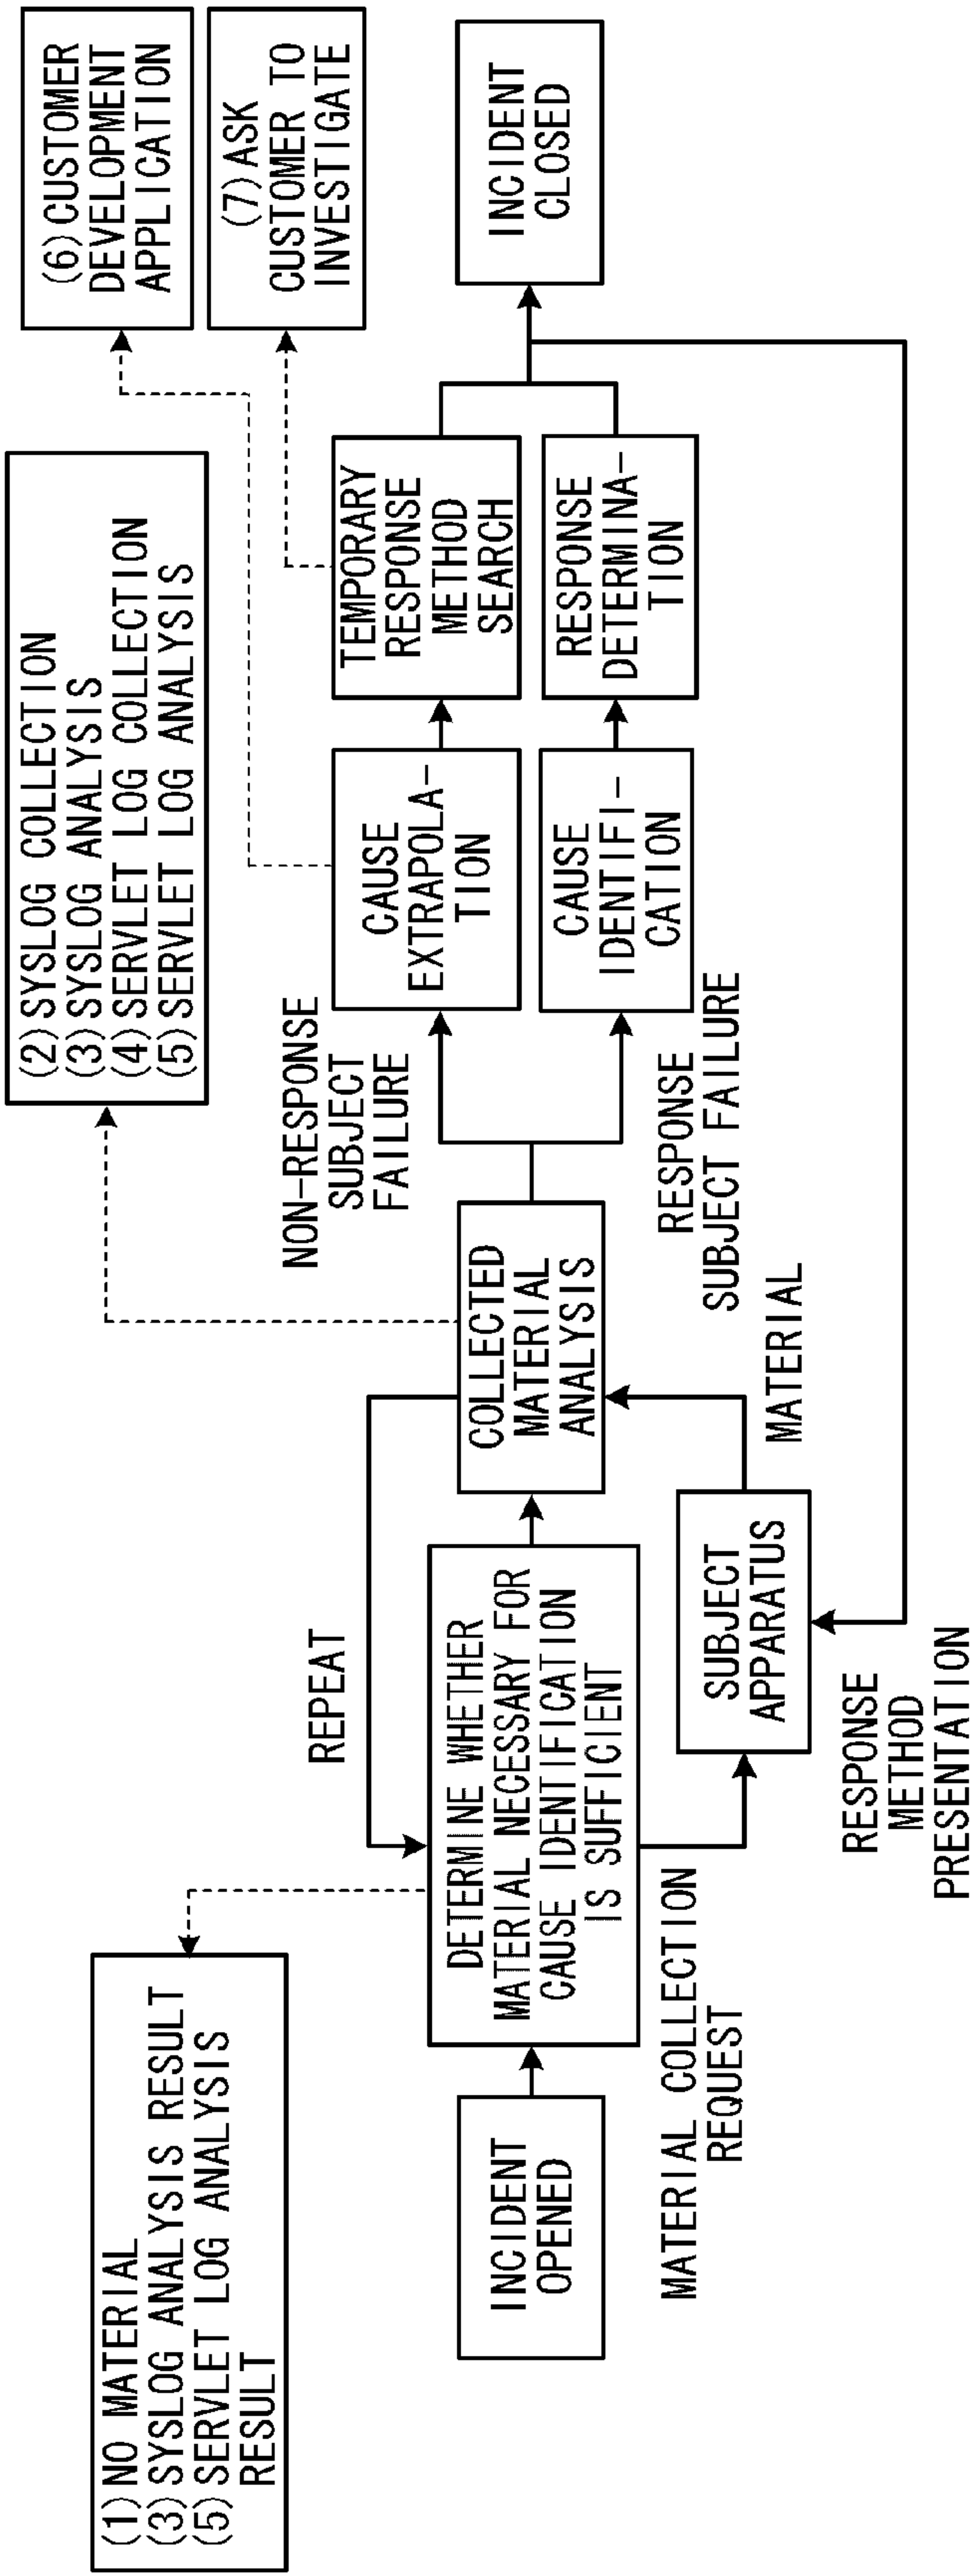 (1) NO MATERIAL
(3) SYSLOG ANALYSIS RESULT
(5) SERVLET LOG ANALYSIS
RESULT
(2) SYSLOG COLLECTION
(3) SYSLOG ANALYSIS
(4) SERVLET LOG COLLECTION
(5) SERVLET LOG ANALYSIS
(6) CUSTOMER
DEVELOPMENT
APPLICATION
(7) ASK
CUSTOMER TO
INVESTIGATE
REPEAT
INCIDENT
OPENED
DETERMINE WHETHER
MATERIAL NECESSARY FOR
CAUSE IDENTIFICATION
IS SUFFICIENT
COLLECTED
MATERIAL
ANALYSIS
NON-RESPONSE
SUBJECT
FAILURE
CAUSE
EXTRAPOLA-
TION
TEMPORARY
RESPONSE
METHOD
SEARCH
RESPONSE
SUBJECT FAILURE
CAUSE
IDENTIFI-
CATION
RESPONSE
DETERMINA-
TION
INCIDENT
CLOSED
MATERIAL COLLECTION
REQUEST
SUBJECT
APPARATUS
MATERIAL
RESPONSE
METHOD
PRESENTATION